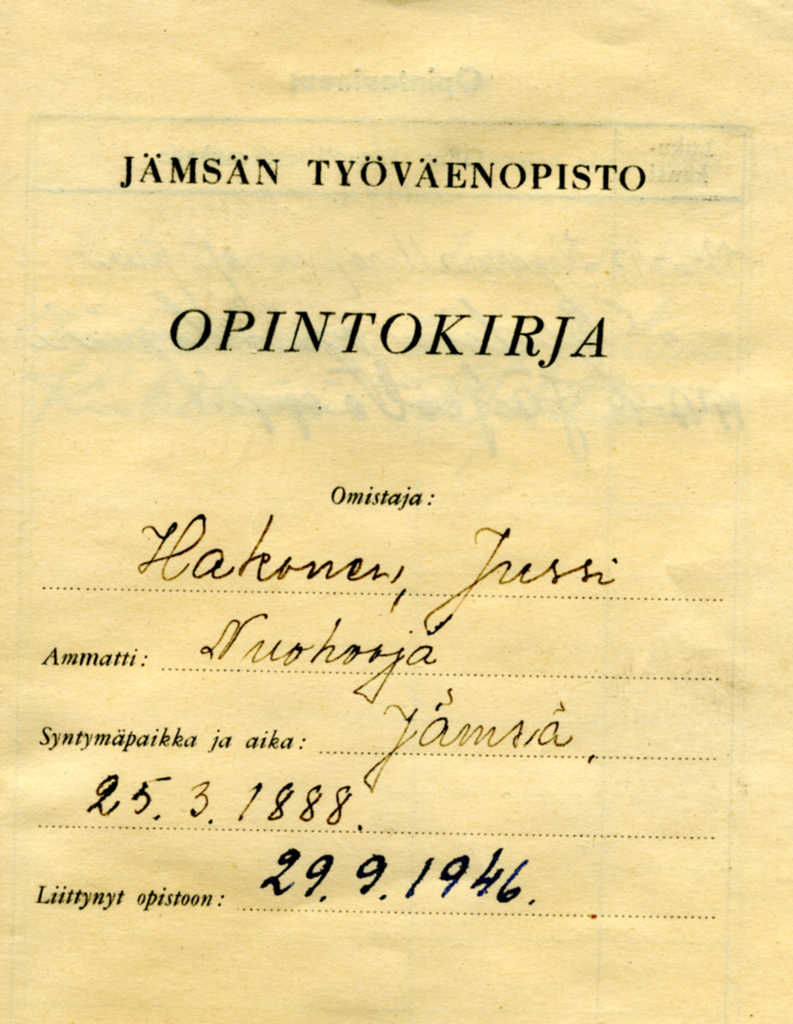 JÄMSÄN TYÖVÄENOPISTO
OPINTOKIRJA
Omistaja:
Hakonen, Jussi
Ammatti: Nuohooja
Syntymäpaikka ja aika: Jämsä,
25. 3. 1888.
Liittynyt opistoon: 29. 9. 1946.